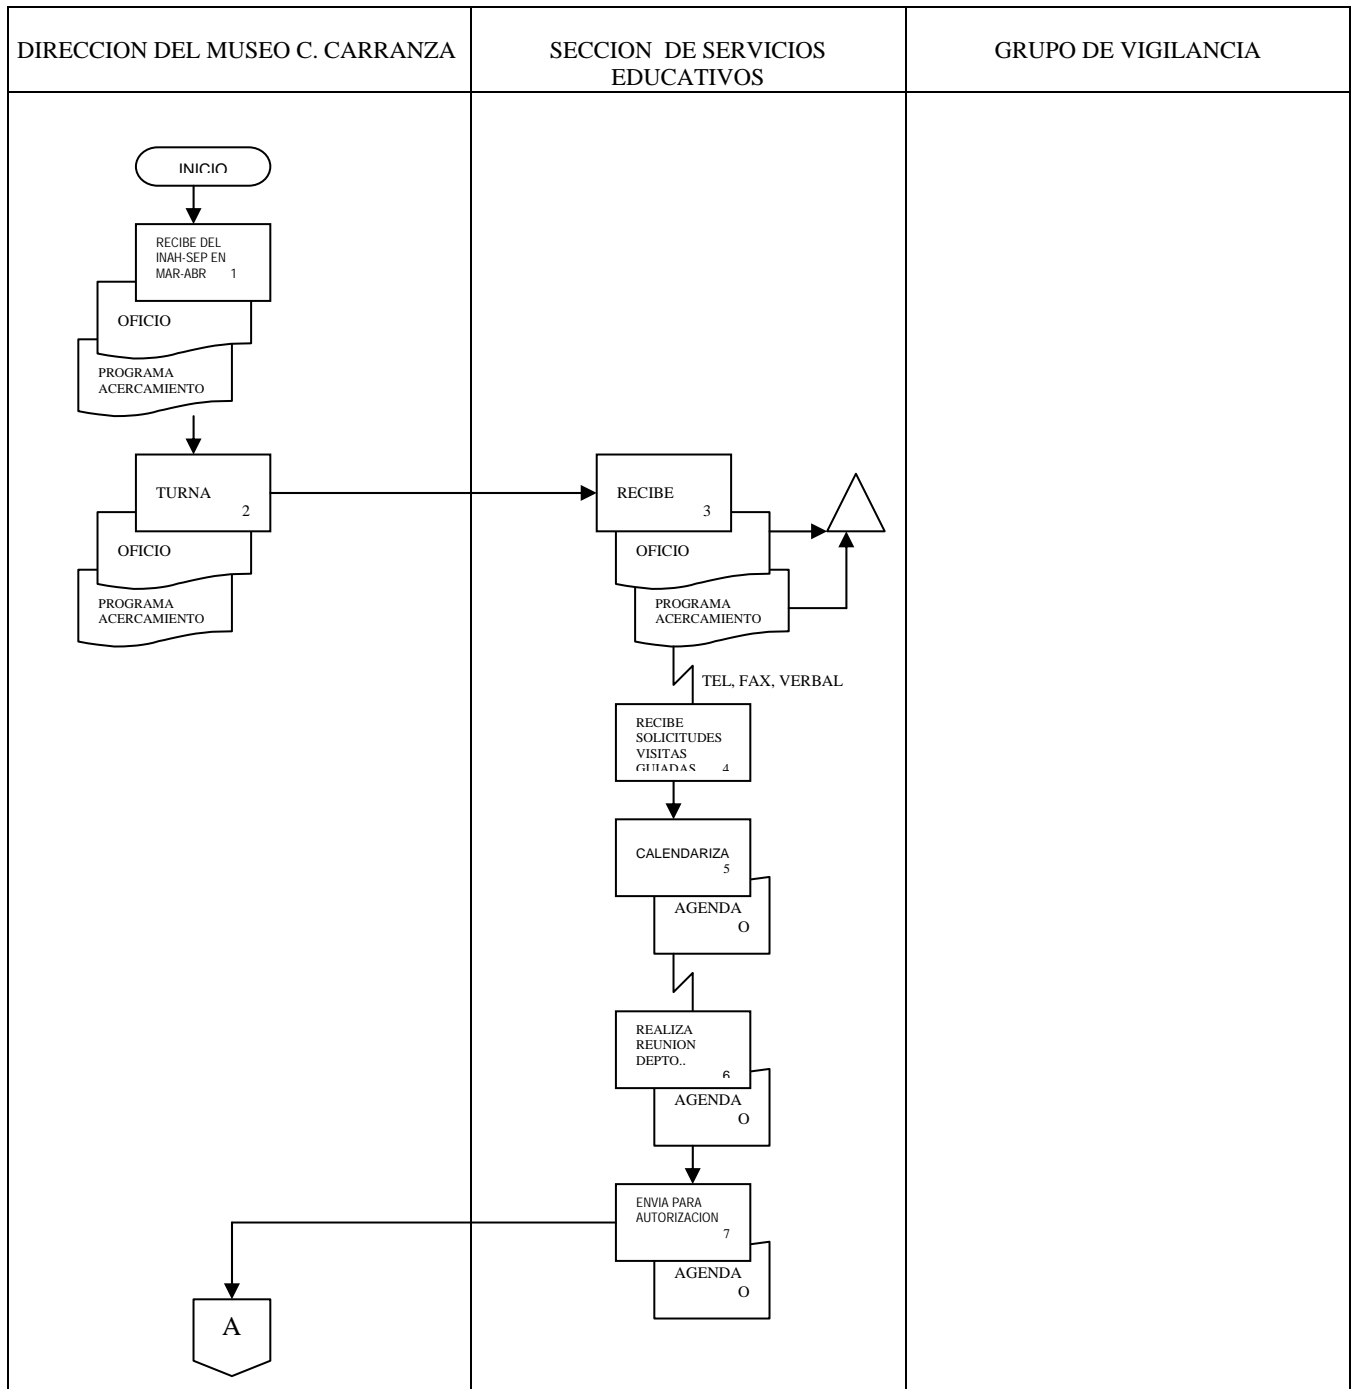 DIRECCION DEL MUSEO C. CARRANZA
SECCION DE SERVICIOS
EDUCATIVOS
GRUPO DE VIGILANCIA
INICIO
RECIBE DEL
INAH-SEP EN
MAR-ABR 1
OFICIO
PROGRAMA
ACERCAMIENTO
TURNA
2
OFICIO
PROGRAMA
ACERCAMIENTO
RECIBE
3
OFICIO
PROGRAMA
ACERCAMIENTO
TEL, FAX, VERBAL
RECIBE
SOLICITUDES
VISITAS
GUIADAS 4
CALENDARIZA
5
AGENDA
O
REALIZA
REUNION
DEPTO..
6
AGENDA
O
ENVIA PARA
AUTORIZACION
7
AGENDA
O
A